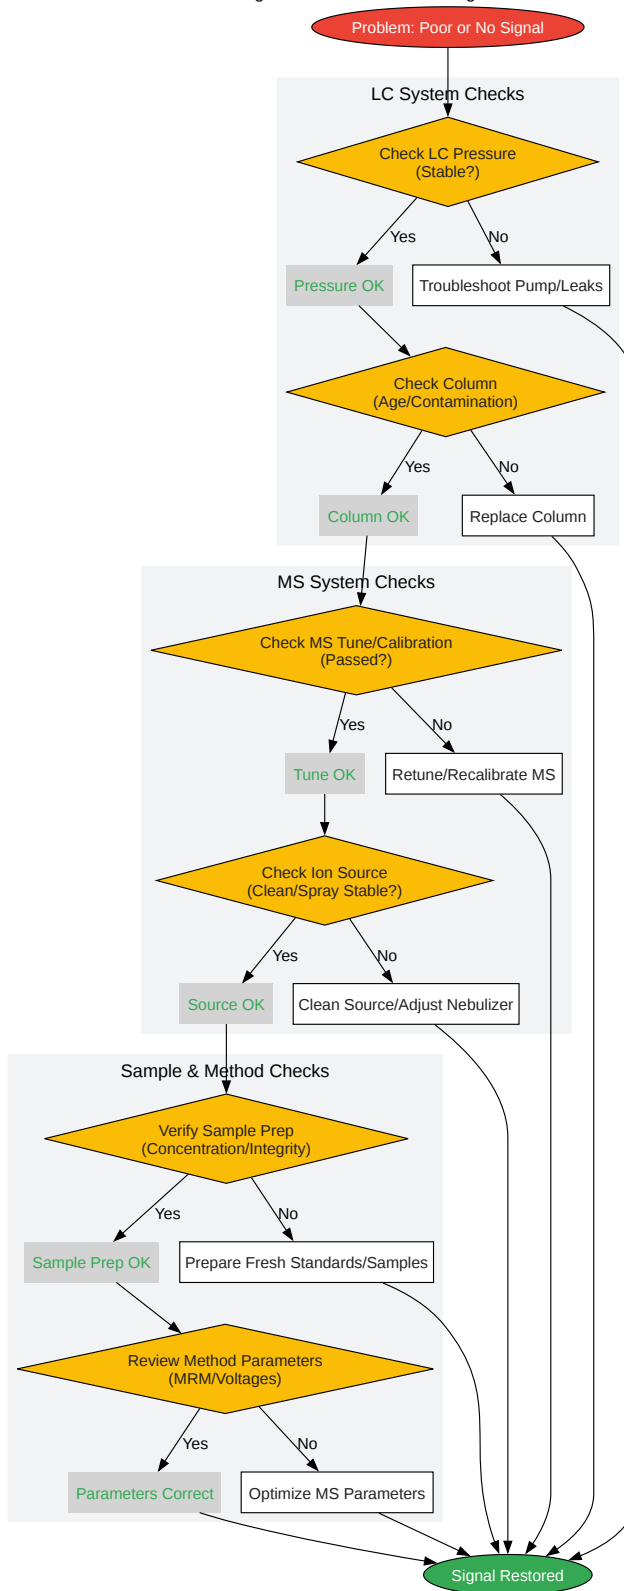 Problem: Poor or No Signal
LC System Checks
Check LC Pressure
(Stable?)
Yes
No
Pressure OK
Troubleshoot Pump/Leaks
Check Column
(Age/Contamination)
Yes
No
Column OK
Replace Column
MS System Checks
Check MS Tune/Calibration
(Passed?)
Yes
No
Tune OK
Retune/Recalibrate MS
Check Ion Source
(Clean/Spray Stable?)
Yes
No
Source OK
Clean Source/Adjust Nebulizer
Sample & Method Checks
Verify Sample Prep
(Concentration/Integrity)
Yes
No
Sample Prep OK
Prepare Fresh Standards/Samples
Review Method Parameters
(MRM/Voltages)
Yes
No
Parameters Correct
Optimize MS Parameters
Signal Restored